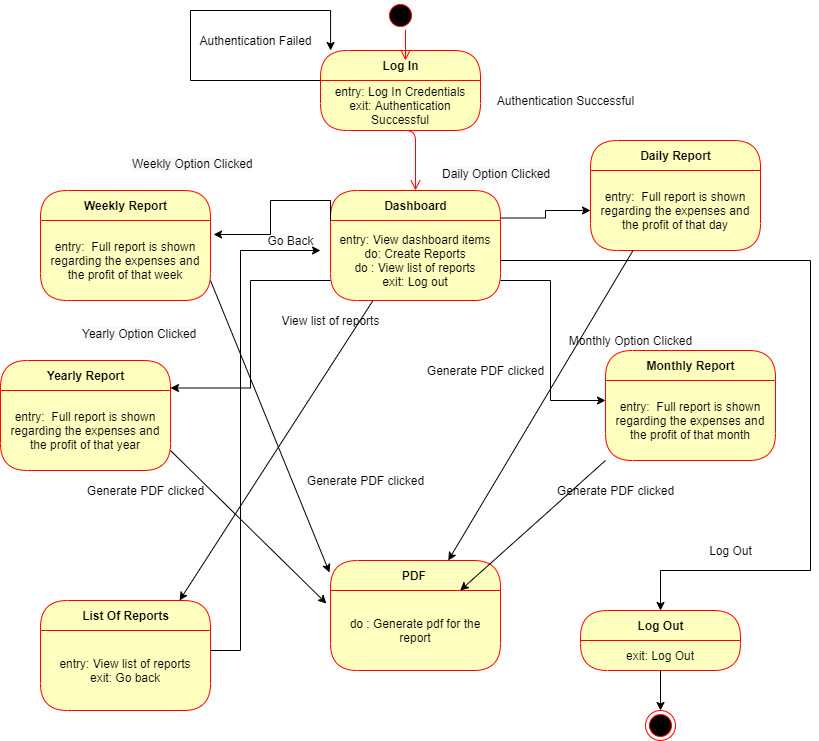 Authentication Failed
Log In
entry: Log In Credentials
exit: Authentication
Successful
Authentication Successful
Weekly Option Clicked
Daily Option Clicked
Daily Report
entry:  Full report is shown
regarding the expenses and
the profit of that day
Weekly Report
entry:  Full report is shown
regarding the expenses and
the profit of that week
Go Back
Dashboard
entry: View dashboard items
do: Create Reports
do : View list of reports
exit: Log out
View list of reports
Yearly Option Clicked
Monthly Option Clicked
Yearly Report
entry:  Full report is shown
regarding the expenses and
the profit of that year
Generate PDF clicked
Monthly Report
entry:  Full report is shown
regarding the expenses and
the profit of that month
Generate PDF clicked
Generate PDF clicked
Generate PDF clicked
Log Out
PDF
do : Generate pdf for the
report
List Of Reports
entry: View list of reports
exit: Go back
Log Out
exit: Log Out